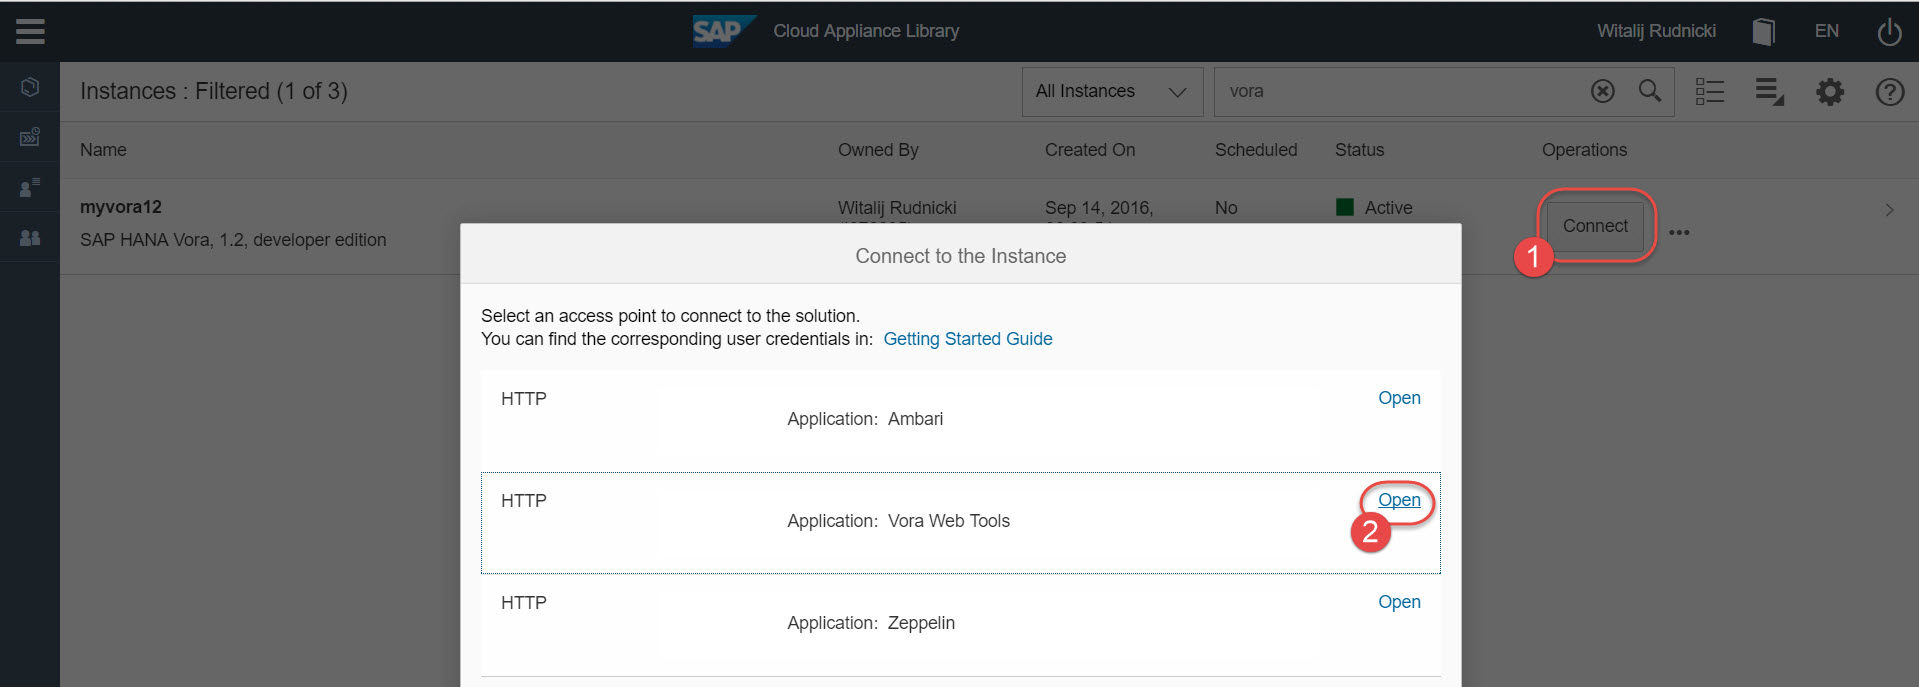 SAP Cloud Appliance Library
Witalij Rudnicki EN
Instances : Filtered (1 of 3)
All Instances
vora
Name Owned By Created On Scheduled Status Operations
myvora12 Witalij Rudnicki Sep 14, 2016, No Active
SAP HANA Vora, 1.2, developer edition
Connect
1
Connect to the Instance
Select an access point to connect to the solution.
You can find the corresponding user credentials in: Getting Started Guide
HTTP Open
Application: Ambari
HTTP Open
Application: Vora Web Tools
2
HTTP Open
Application: Zeppelin